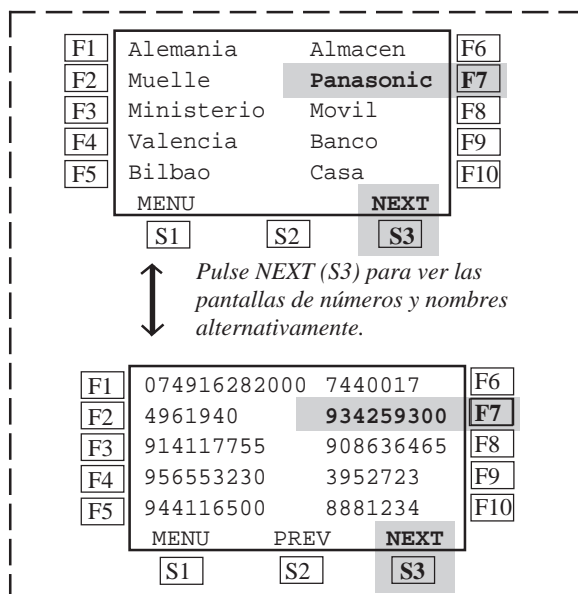 F1 Alemania Almacen F6
F2 Muelle Panasonic F7
F3 Ministerio Movil F8
F4 Valencia Banco F9
F5 Bilbao Casa F10
MENU NEXT
S1 S2 S3
Pulse NEXT (S3) para ver las
pantallas de números y nombres
alternativamente.
F1 074916282000 7440017 F6
F2 4961940 934259300 F7
F3 914117755 908636465 F8
F4 956553230 3952723 F9
F5 944116500 8881234 F10
MENU PREV NEXT
S1 S2 S3